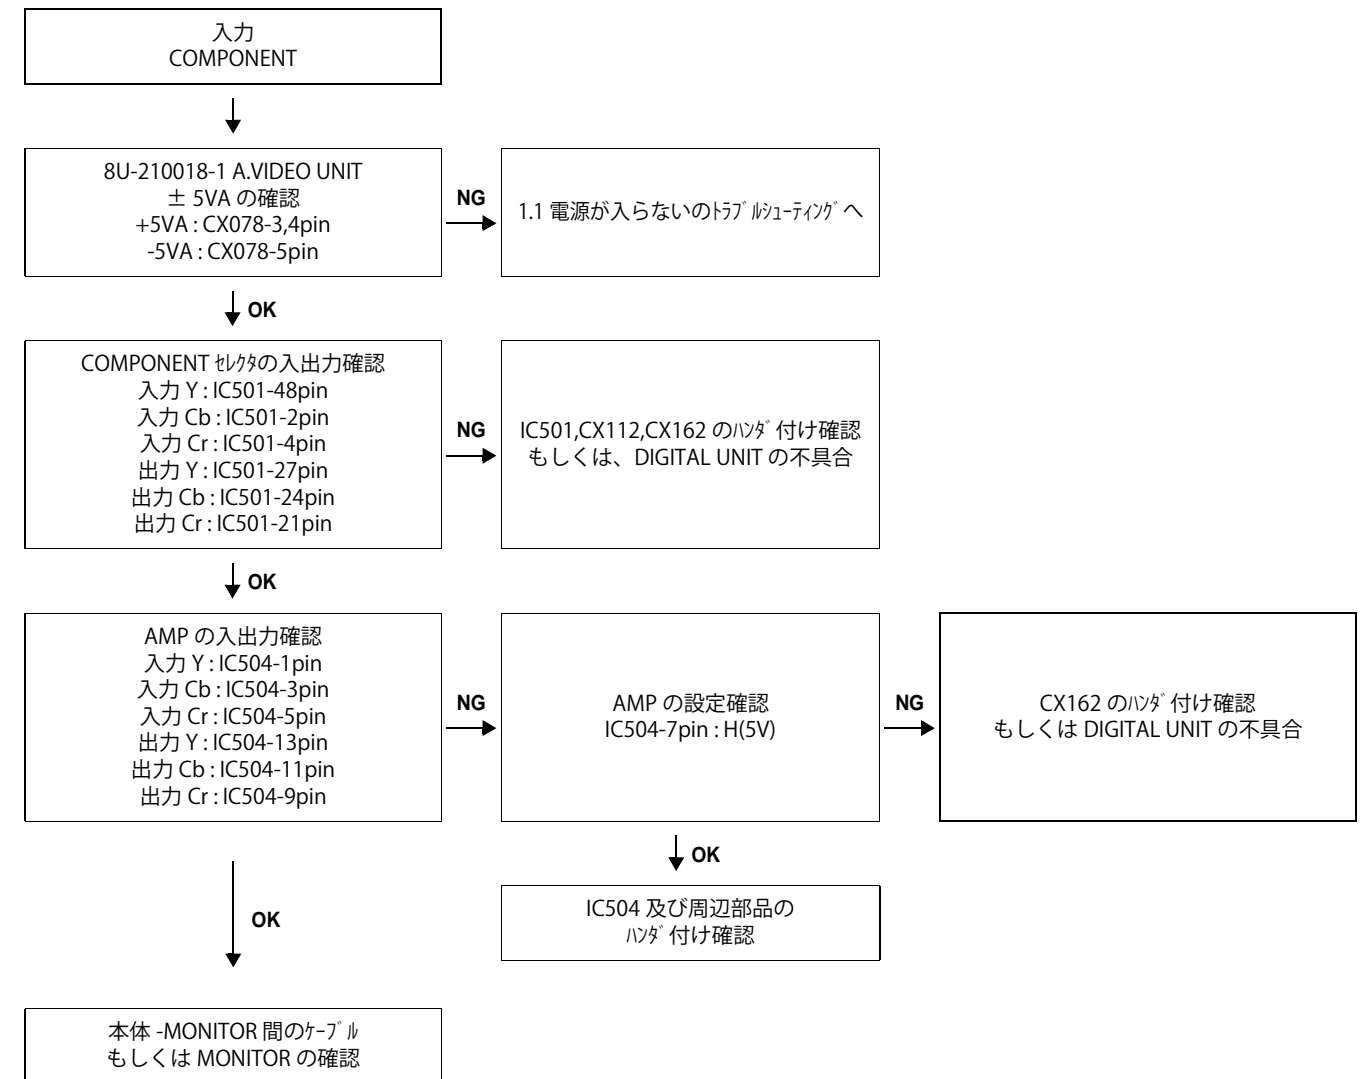 入力
COMPONENT
8U-210018-1 A.VIDEO UNIT
± 5VA の確認
+5VA : CX078-3,4pin
-5VA : CX078-5pin
NG
1.1 電源が入らないのﾄﾗﾌﾞﾙｼｭｰﾃｨﾝｸﾞへ
OK
COMPONENT ｾﾚｸﾀの入出力確認
入力 Y : IC501-48pin
入力 Cb : IC501-2pin
入力 Cr : IC501-4pin
出力 Y : IC501-27pin
出力 Cb : IC501-24pin
出力 Cr : IC501-21pin
NG
IC501,CX112,CX162 のﾊﾝﾀﾞ付け確認
もしくは、DIGITAL UNIT の不具合
OK
AMP の入出力確認
入力 Y : IC504-1pin
入力 Cb : IC504-3pin
入力 Cr : IC504-5pin
出力 Y : IC504-13pin
出力 Cb : IC504-11pin
出力 Cr : IC504-9pin
NG
AMP の設定確認
IC504-7pin : H(5V)
NG
CX162 のﾊﾝﾀﾞ付け確認
もしくは DIGITAL UNIT の不具合
OK
IC504 及び周辺部品の
ﾊﾝﾀﾞ付け確認
OK
本体 -MONITOR 間のｹｰﾌﾞﾙ
もしくは MONITOR の確認